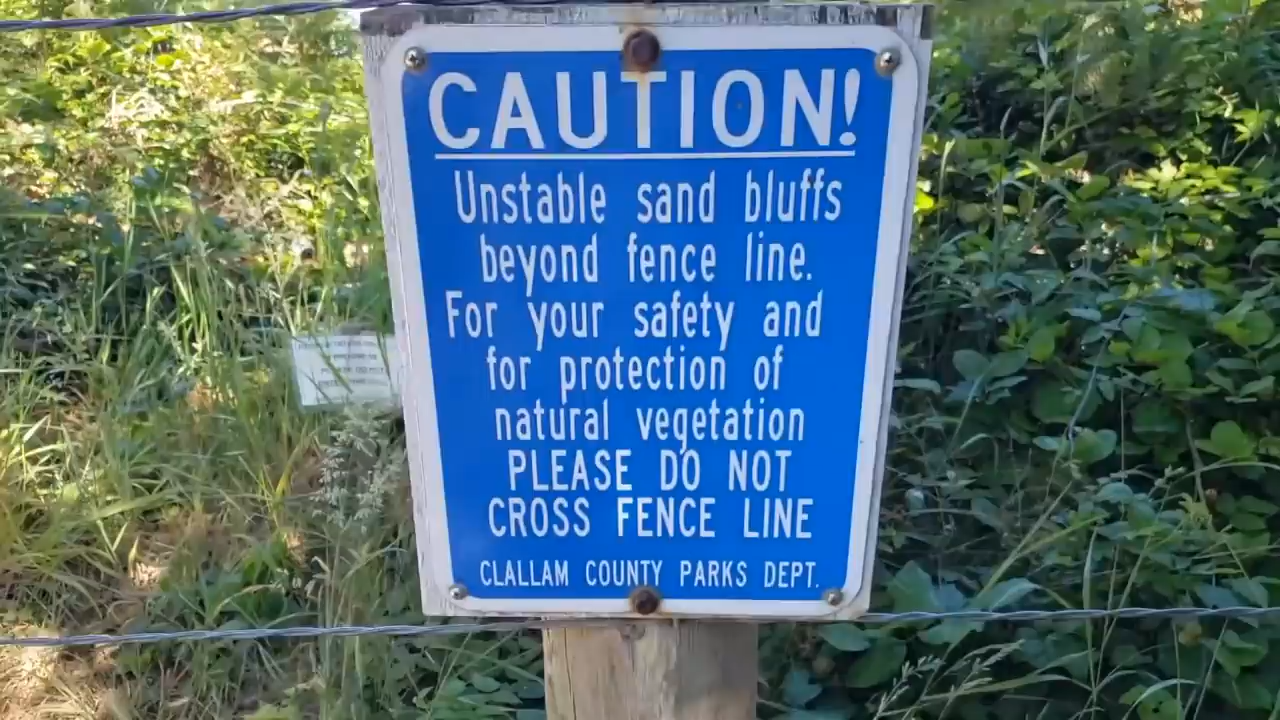 CAUTION!
Unstable sand bluffs
beyond fence line.
For your safety and
for protection of
natural vegetation
PLEASE DO NOT
CROSS FENCE LINE
CLALLAM COUNTY PARKS DEPT.